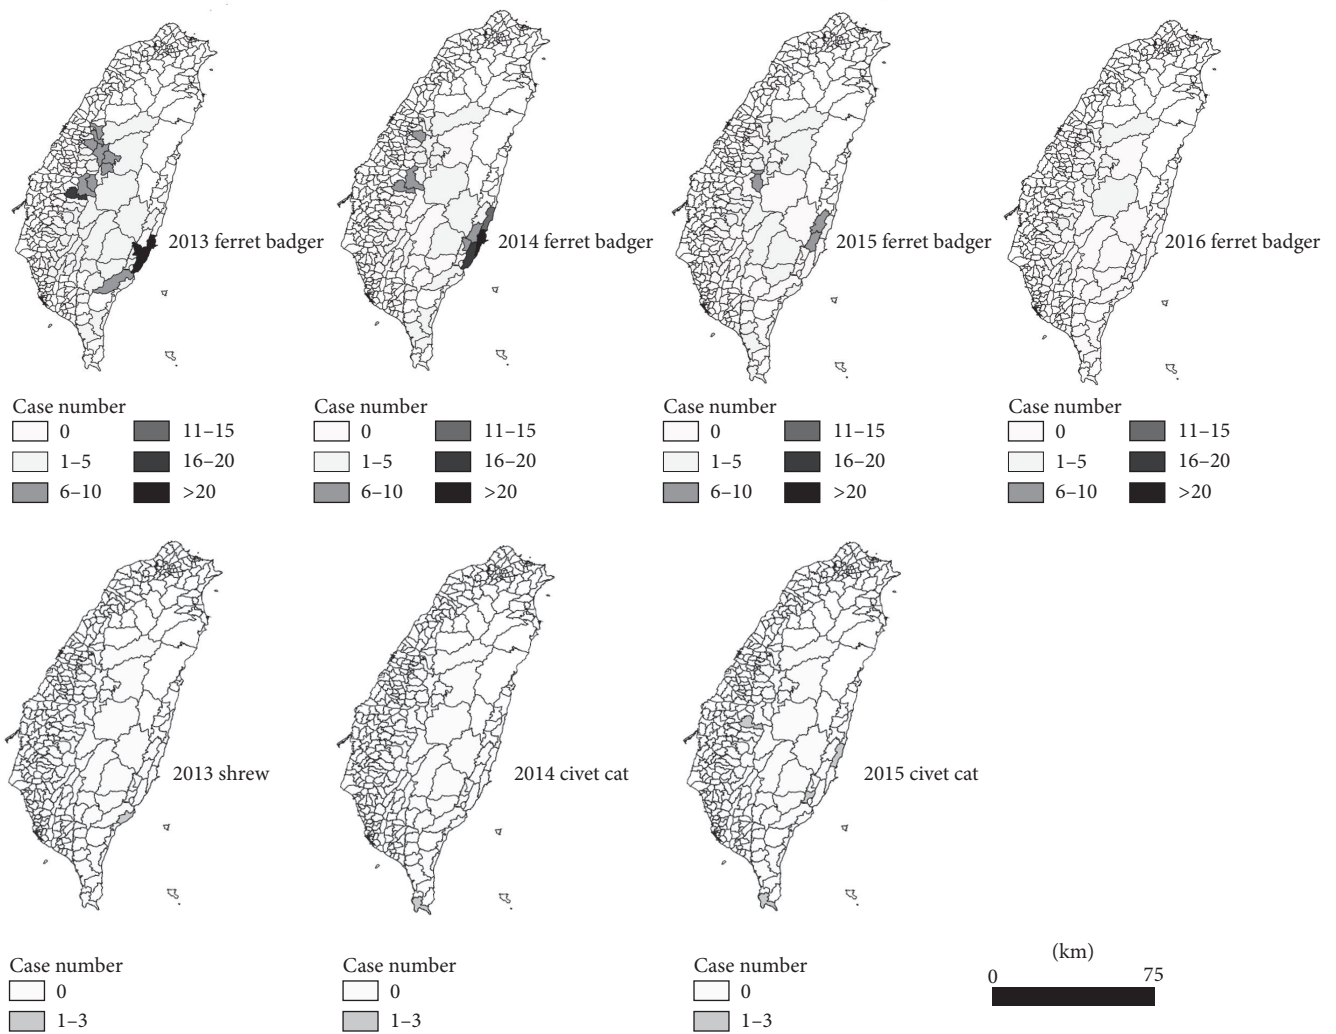 2013 ferret badger
2014 ferret badger
2015 ferret badger
2016 ferret badger
Case number
0
11–15
1–5
16–20
6–10
>20
Case number
0
11–15
1–5
16–20
6–10
>20
Case number
0
11–15
1–5
16–20
6–10
>20
Case number
0
11–15
1–5
16–20
6–10
>20
2013 shrew
2014 civet cat
2015 civet cat
Case number
0
1–3
Case number
0
1–3
Case number
0
1–3
(km)
0
75